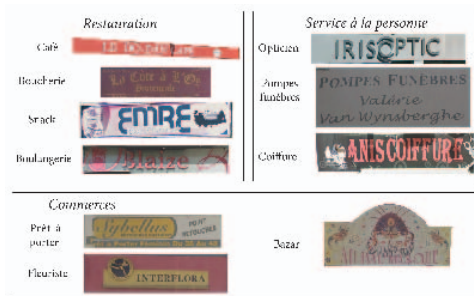 Restauration
Café
Boucherie
La Côte à L'Os
Snack
EMRE
Boulangerie
Blaize
Service à la personne
Opticien
IRISOPTIC
Pompes
funèbres
POMPES FUNÈBRES
Valérie
Van Wynsberghe
Coiffure
ANIS COIFFURE
Commerces
Prêt à
porter
Sybellus
Fleuriste
INTERFLORA
Bazar